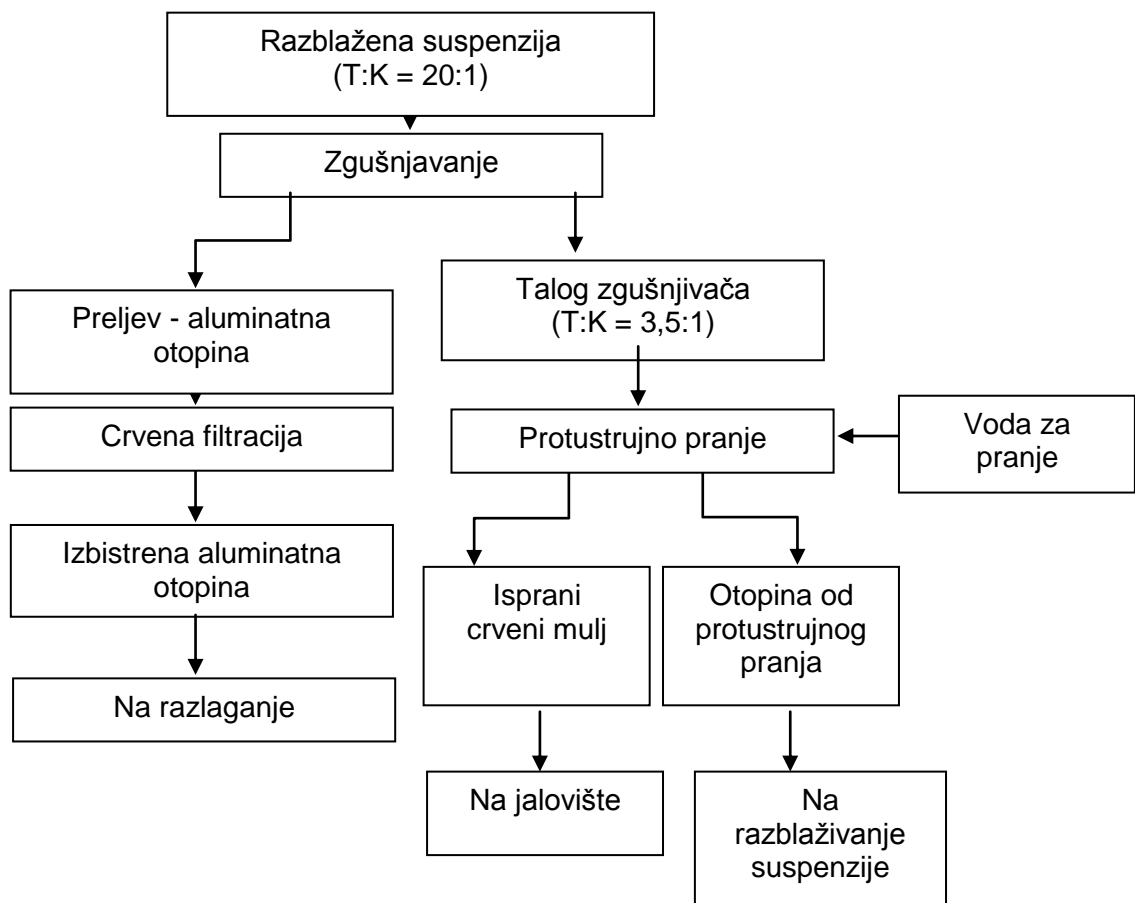 Razblažena suspenzija
(T:K = 20:1)
Zgušnjavanje
Preljev - aluminatna
otopina
Talog zgušnjivača
(T:K = 3,5:1)
Crvena filtracija
Protustrujno pranje
Voda za
pranje
Izbistrena aluminatna
otopina
Isprani
crveni mulj
Otopina od
protustrujnog
pranja
Na razlaganje
Na jalovište
Na
razblaživanje
suspenzije